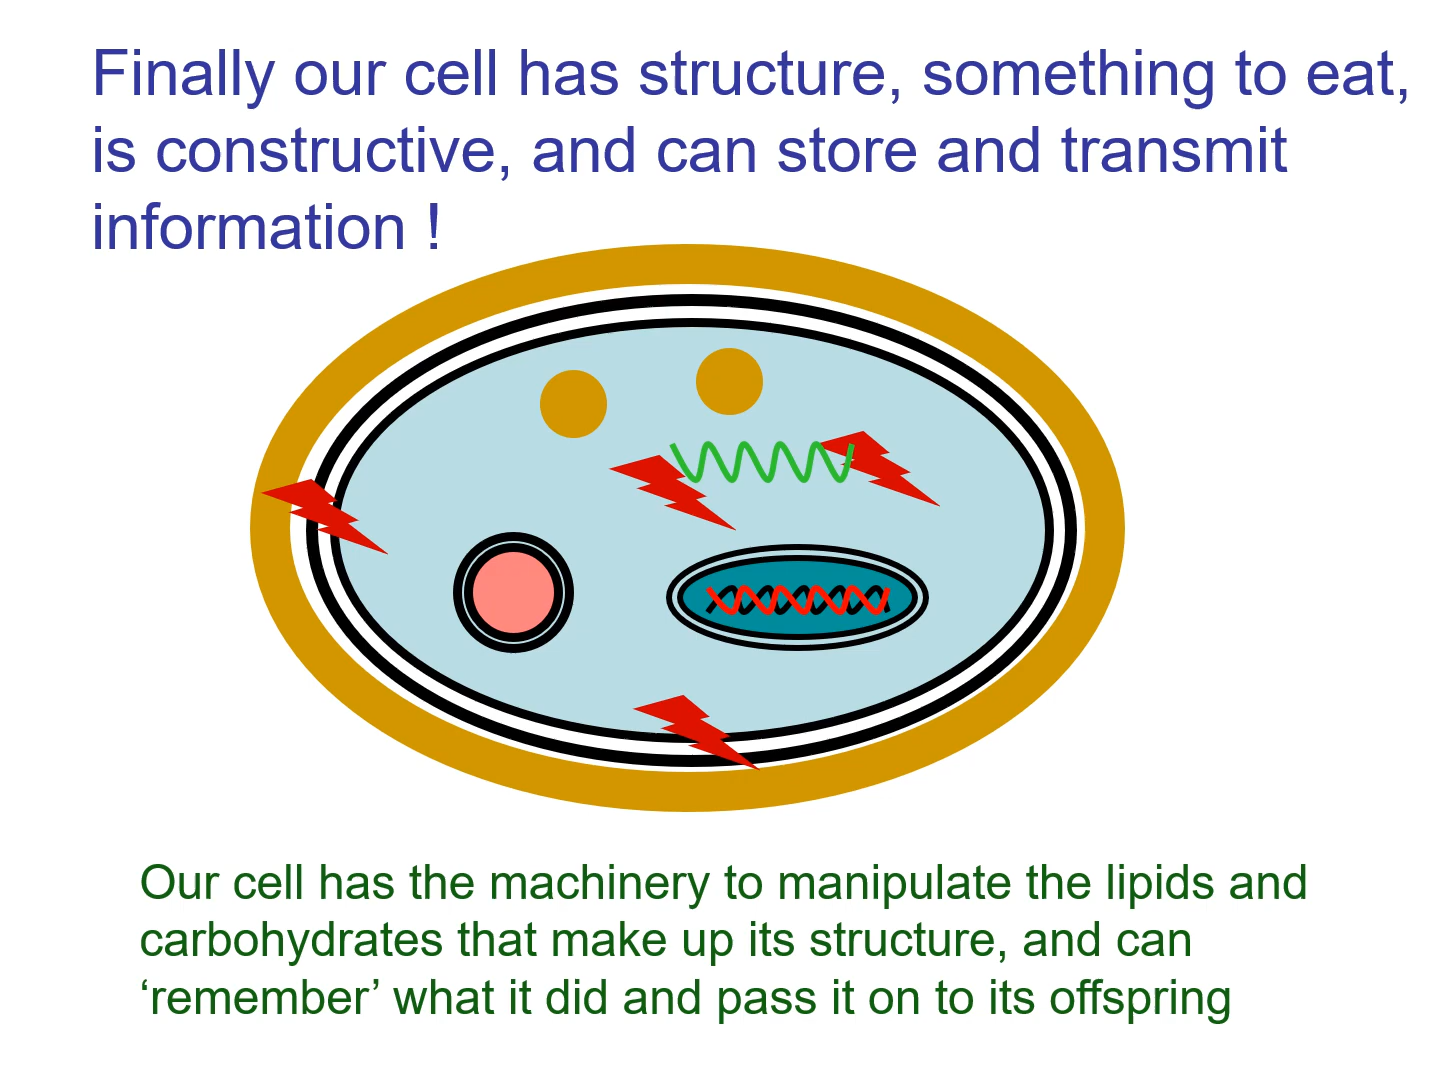 Finally our cell has structure, something to eat,
is constructive, and can store and transmit
information !
Our cell has the machinery to manipulate the lipids and
carbohydrates that make up its structure, and can
‘remember’ what it did and pass it on to its offspring